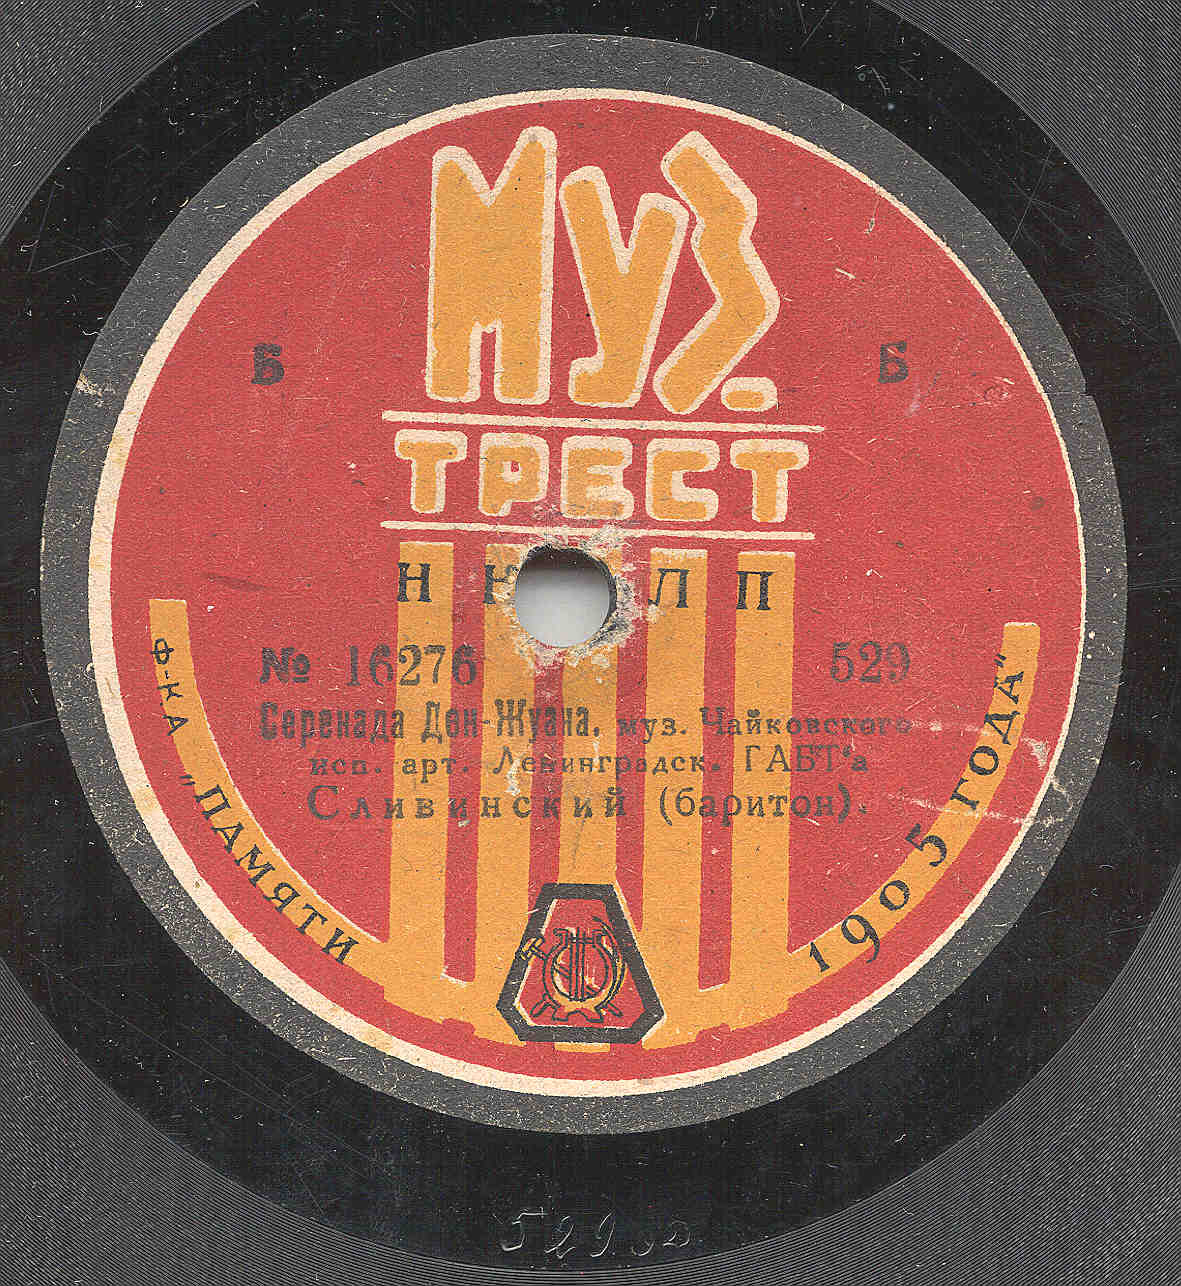 Муз.
ТРЕСТ
Б Б
Н К Л П
№ 16276 529
Серенада Дон-Жуана. муз. Чайковского
исп. арт. Ленинградск. ГАБТ'а
Сливинский (баритон).
Ф-КА „ПАМЯТИ 1905 ГОДА"